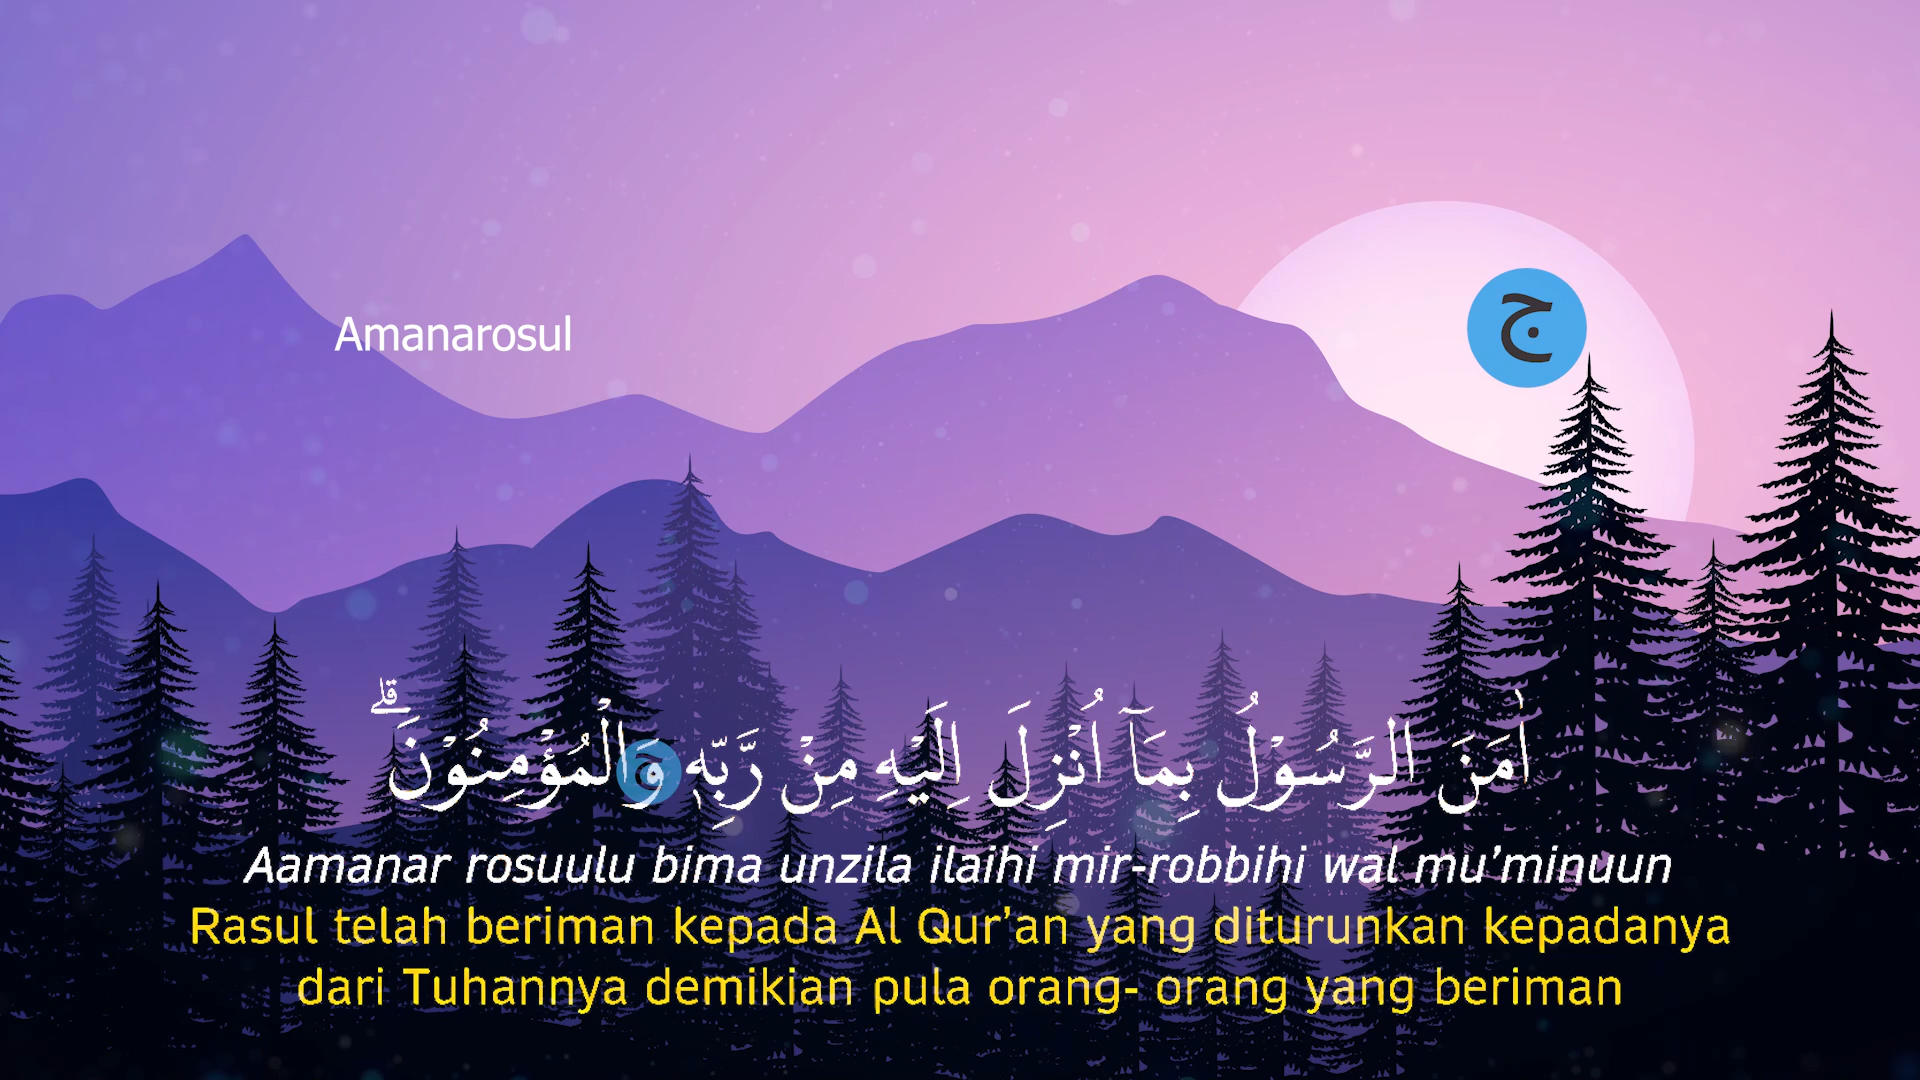 Amanarosul
ج
اٰمَنَ الرَّسُوْلُ بِمَآ اُنْزِلَ اِلَيْهِ مِنْ رَّبِّهٖ وَالْمُؤْمِنُوْنَۗ
Aamanar rosuulu bima unzila ilaihi mir-robbihi wal mu’minuun
Rasul telah beriman kepada Al Qur’an yang diturunkan kepadanya
dari Tuhannya demikian pula orang- orang yang beriman